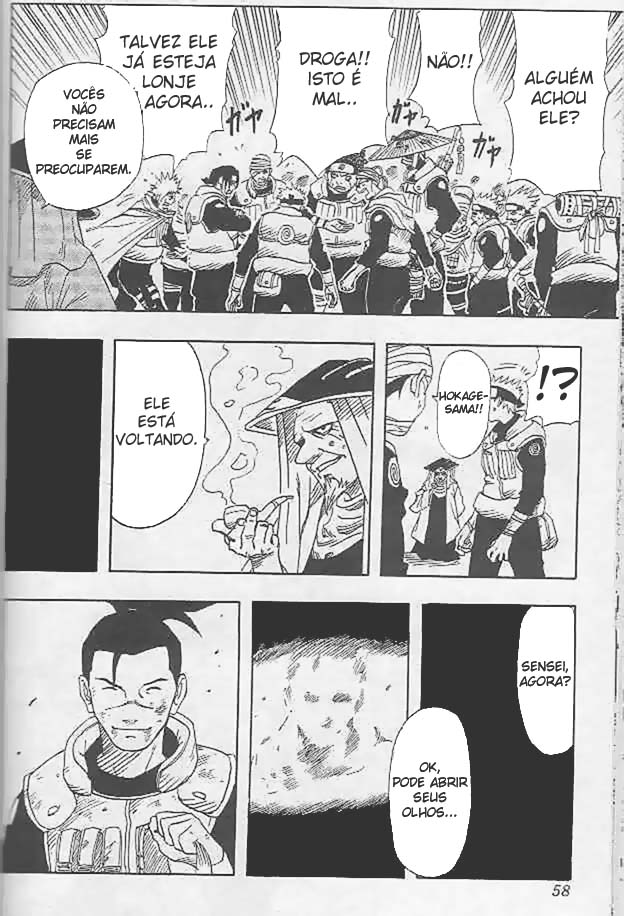 ALGUÉM
ACHOU
ELE?
NÃO!!
DROGA!!
ISTO É
MAL..
TALVEZ ELE
JÁ ESTEJA
LONJE
AGORA..
VOCÊS
NÃO
PRECISAM
MAIS
SE
PREOCUPAREM.
ガヤ
ガヤ
ガヤ
!?
HOKAGE-
SAMA!!
ELE
ESTÁ
VOLTANDO.
SENSEI,
AGORA?
OK,
PODE ABRIR
SEUS
OLHOS...
58